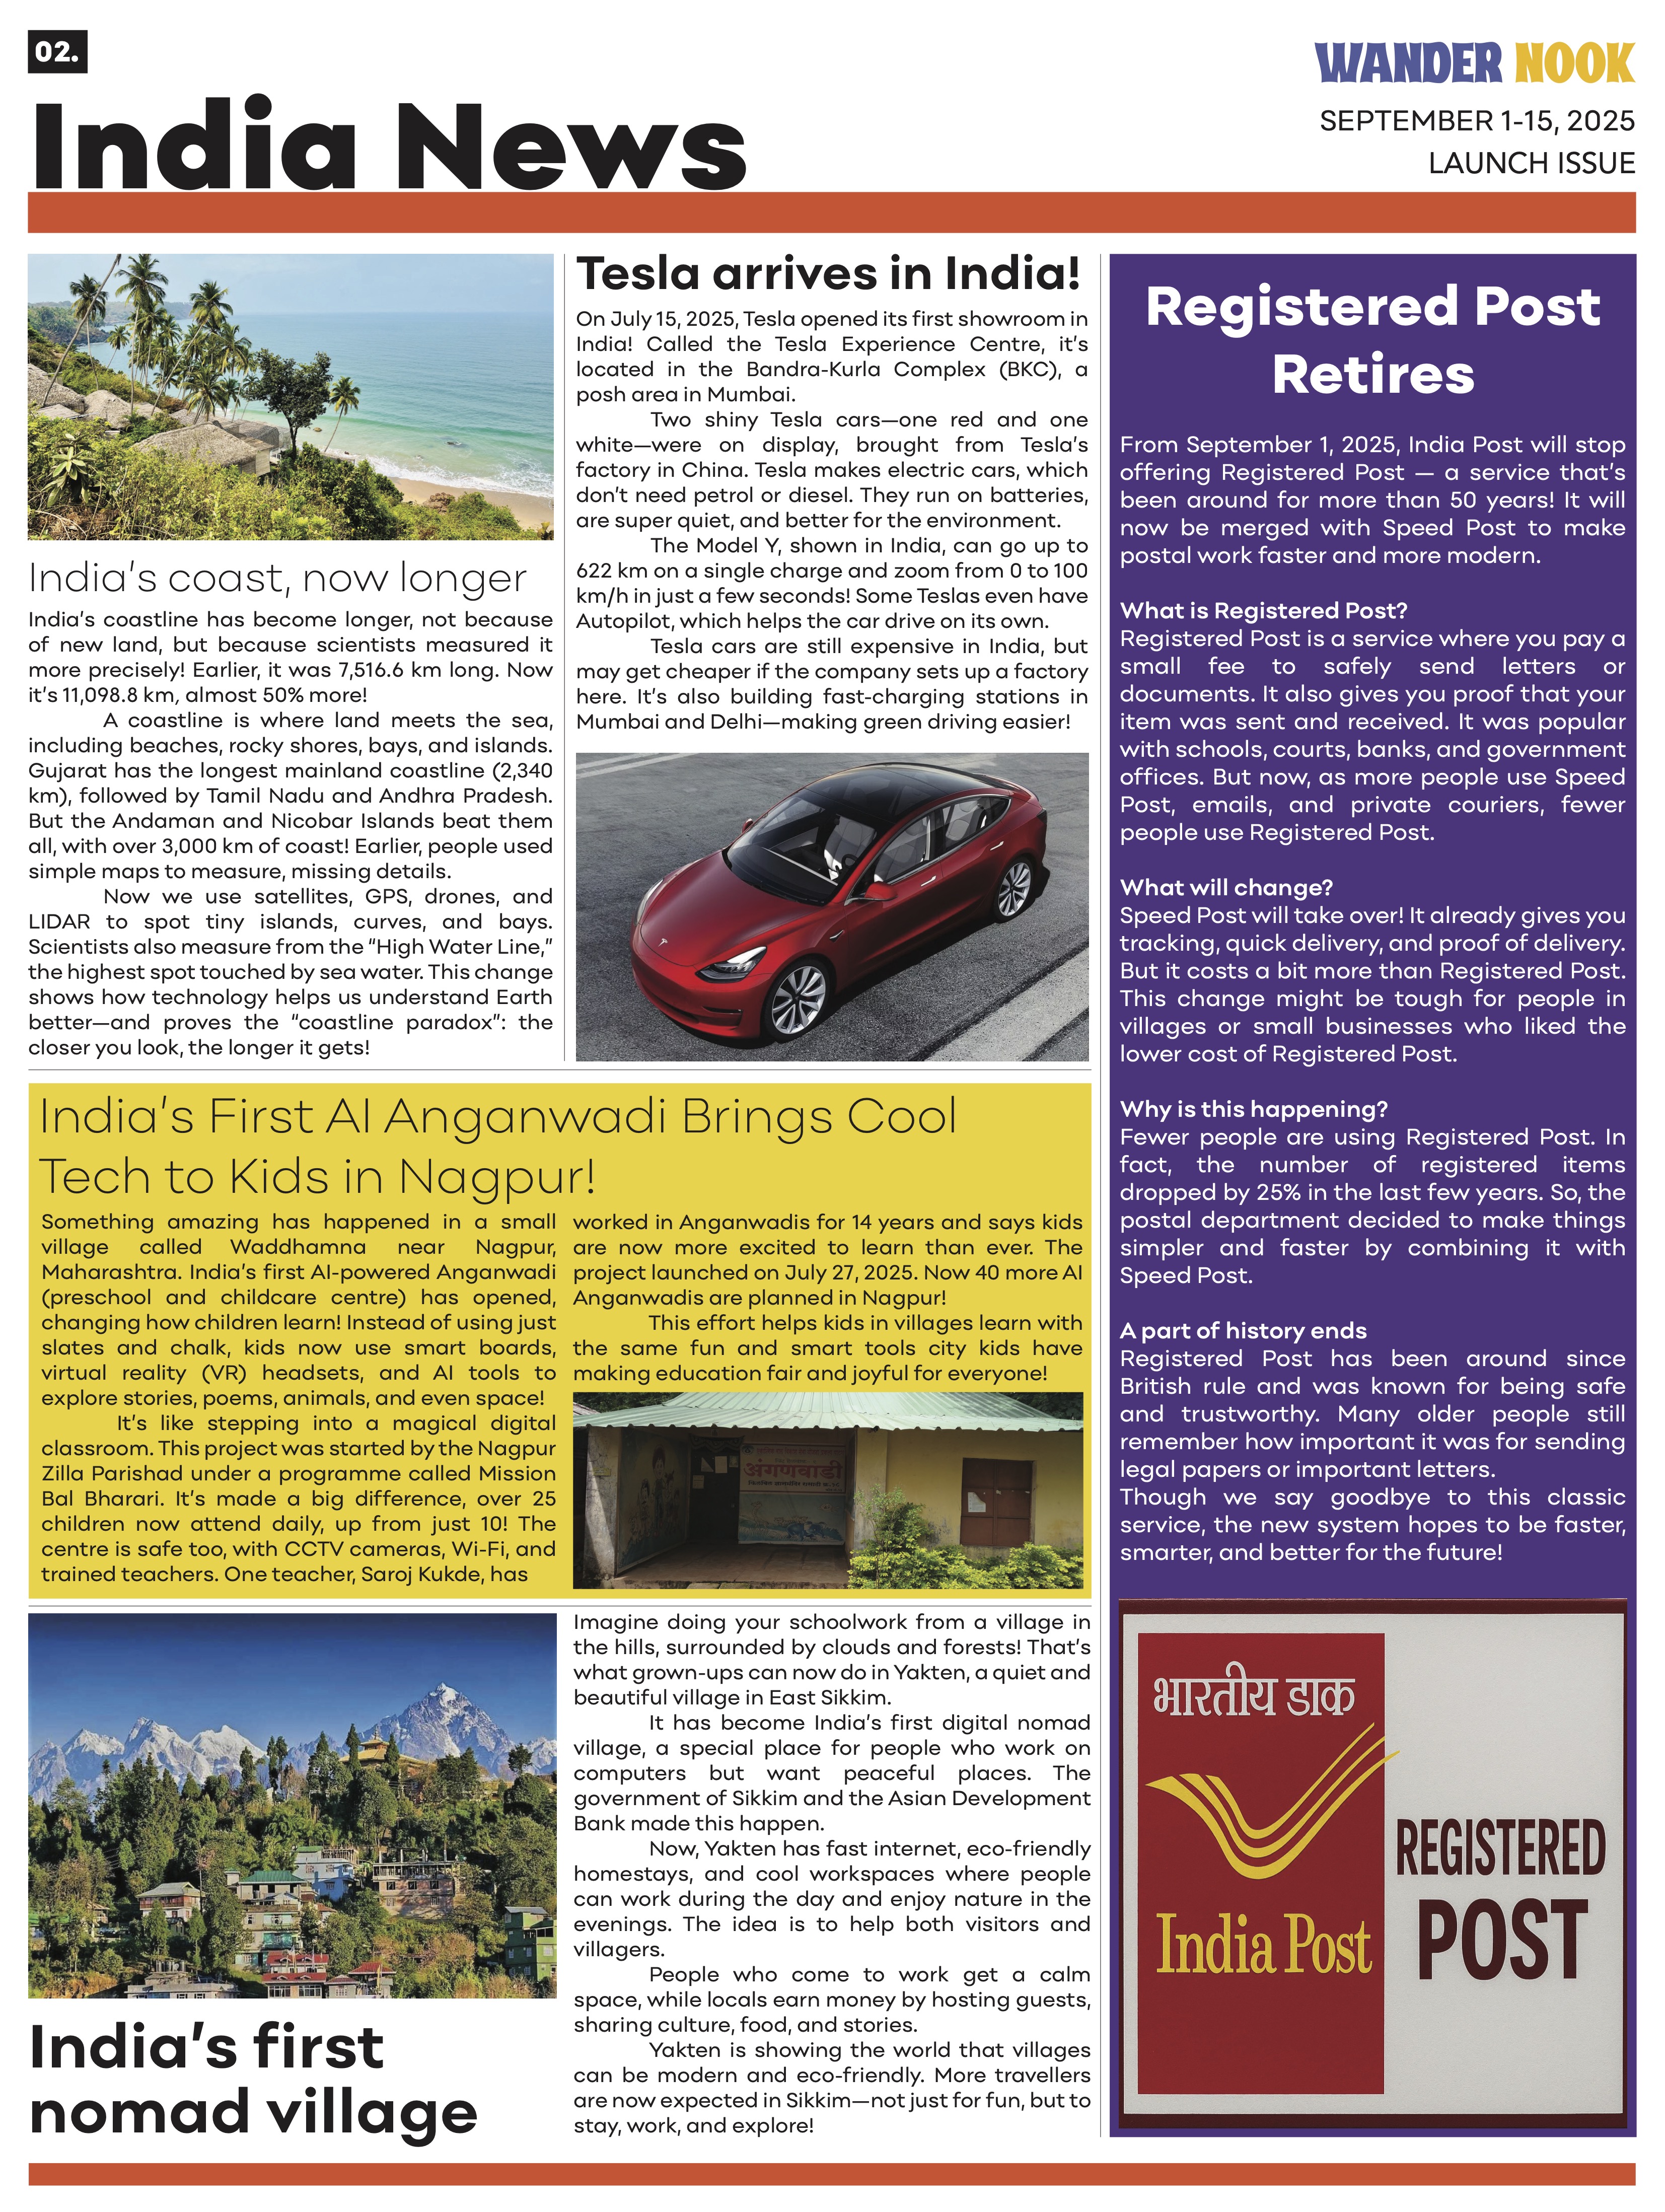 02.
India News
WANDER NOOK
SEPTEMBER 1-15, 2025
LAUNCH ISSUE
India's coast, now longer
India's coastline has become longer, not because
of new land, but because scientists measured it
more precisely! Earlier, it was 7,516.6 km long. Now
it's 11,098.8 km, almost 50% more!
A coastline is where land meets the sea,
including beaches, rocky shores, bays, and islands.
Gujarat has the longest mainland coastline (2,340
km), followed by Tamil Nadu and Andhra Pradesh.
But the Andaman and Nicobar Islands beat them
all, with over 3,000 km of coast! Earlier, people used
simple maps to measure, missing details.
Now we use satellites, GPS, drones, and
LIDAR to spot tiny islands, curves, and bays.
Scientists also measure from the “High Water Line,”
the highest spot touched by sea water. This change
shows how technology helps us understand Earth
better—and proves the “coastline paradox”: the
closer you look, the longer it gets!
Tesla arrives in India!
On July 15, 2025, Tesla opened its first showroom in
India! Called the Tesla Experience Centre, it's
located in the Bandra-Kurla Complex (BKC), a
posh area in Mumbai.
Two shiny Tesla cars—one red and one
white—were on display, brought from Tesla's
factory in China. Tesla makes electric cars, which
don't need petrol or diesel. They run on batteries,
are super quiet, and better for the environment.
The Model Y, shown in India, can go up to
622 km on a single charge and zoom from 0 to 100
km/h in just a few seconds! Some Teslas even have
Autopilot, which helps the car drive on its own.
Tesla cars are still expensive in India, but
may get cheaper if the company sets up a factory
here. It's also building fast-charging stations in
Mumbai and Delhi—making green driving easier!
India's First AI Anganwadi Brings Cool
Tech to Kids in Nagpur!
Something amazing has happened in a small
village called Waddhamna near Nagpur,
Maharashtra. India's first AI-powered Anganwadi
(preschool and childcare centre) has opened,
changing how children learn! Instead of using just
slates and chalk, kids now use smart boards,
virtual reality (VR) headsets, and AI tools to
explore stories, poems, animals, and even space!
It's like stepping into a magical digital
classroom. This project was started by the Nagpur
Zilla Parishad under a programme called Mission
Bal Bharari. It's made a big difference, over 25
children now attend daily, up from just 10! The
centre is safe too, with CCTV cameras, Wi-Fi, and
trained teachers. One teacher, Saroj Kukde, has
worked in Anganwadis for 14 years and says kids
are now more excited to learn than ever. The
project launched on July 27, 2025. Now 40 more AI
Anganwadis are planned in Nagpur!
This effort helps kids in villages learn with
the same fun and smart tools city kids have
making education fair and joyful for everyone!
अंगणवाडी
India's first
nomad village
Imagine doing your schoolwork from a village in
the hills, surrounded by clouds and forests! That's
what grown-ups can now do in Yakten, a quiet and
beautiful village in East Sikkim.
It has become India's first digital nomad
village, a special place for people who work on
computers but want peaceful places. The
government of Sikkim and the Asian Development
Bank made this happen.
Now, Yakten has fast internet, eco-friendly
homestays, and cool workspaces where people
can work during the day and enjoy nature in the
evenings. The idea is to help both visitors and
villagers.
People who come to work get a calm
space, while locals earn money by hosting guests,
sharing culture, food, and stories.
Yakten is showing the world that villages
can be modern and eco-friendly. More travellers
are now expected in Sikkim—not just for fun, but to
stay, work, and explore!
Registered Post
Retires
From September 1, 2025, India Post will stop
offering Registered Post — a service that's
been around for more than 50 years! It will
now be merged with Speed Post to make
postal work faster and more modern.
What is Registered Post?
Registered Post is a service where you pay a
small fee to safely send letters or
documents. It also gives you proof that your
item was sent and received. It was popular
with schools, courts, banks, and government
offices. But now, as more people use Speed
Post, emails, and private couriers, fewer
people use Registered Post.
What will change?
Speed Post will take over! It already gives you
tracking, quick delivery, and proof of delivery.
But it costs a bit more than Registered Post.
This change might be tough for people in
villages or small businesses who liked the
lower cost of Registered Post.
Why is this happening?
Fewer people are using Registered Post. In
fact, the number of registered items
dropped by 25% in the last few years. So, the
postal department decided to make things
simpler and faster by combining it with
Speed Post.
A part of history ends
Registered Post has been around since
British rule and was known for being safe
and trustworthy. Many older people still
remember how important it was for sending
legal papers or important letters.
Though we say goodbye to this classic
service, the new system hopes to be faster,
smarter, and better for the future!
भारतीय डाक
India Post
REGISTERED
POST